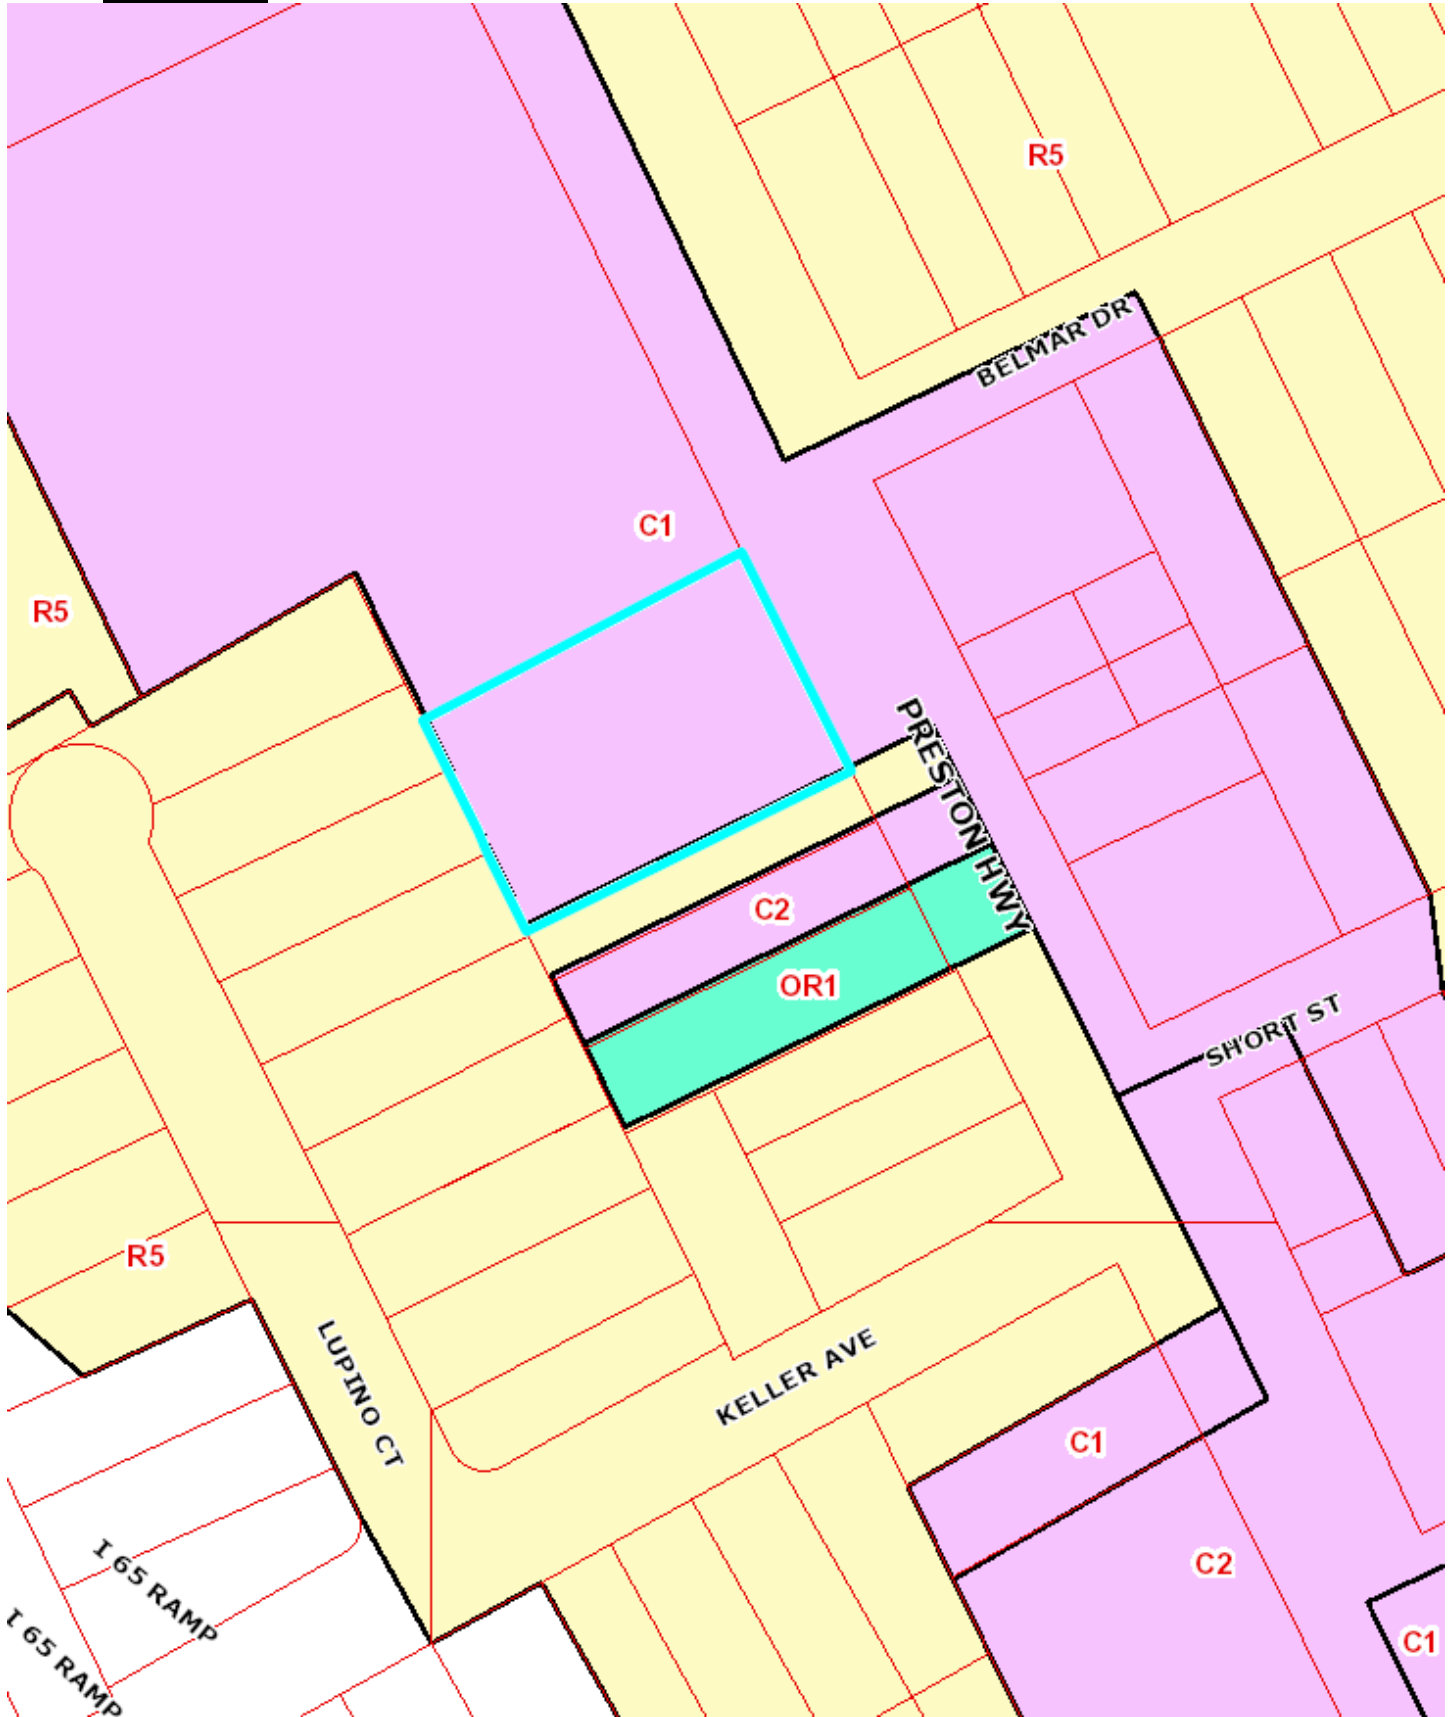 R5
BELMAR DR
C1
R5
PRESTON HWY
C2
OR1
SHORT ST
R5
LUPINO CT
KELLER AVE
C1
C2
I 65 RAMP
I 65 RAMP
C1